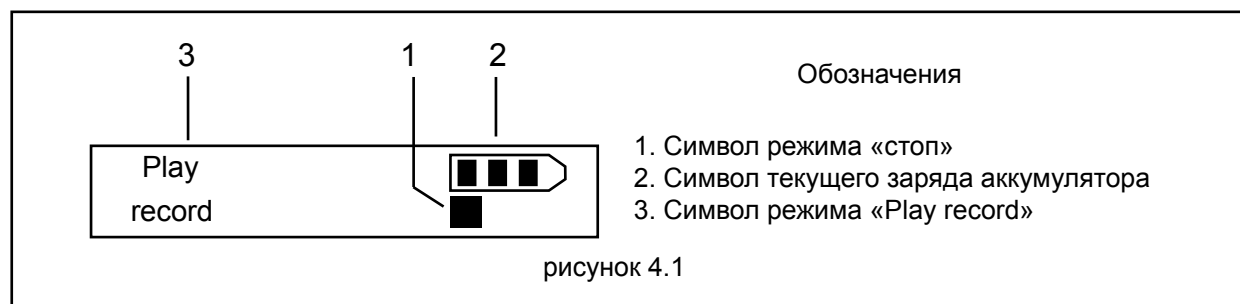 3
1
2
Обозначения
Play
record
1. Символ режима «стоп»
2. Символ текущего заряда аккумулятора
3. Символ режима «Play record»
рисунок 4.1